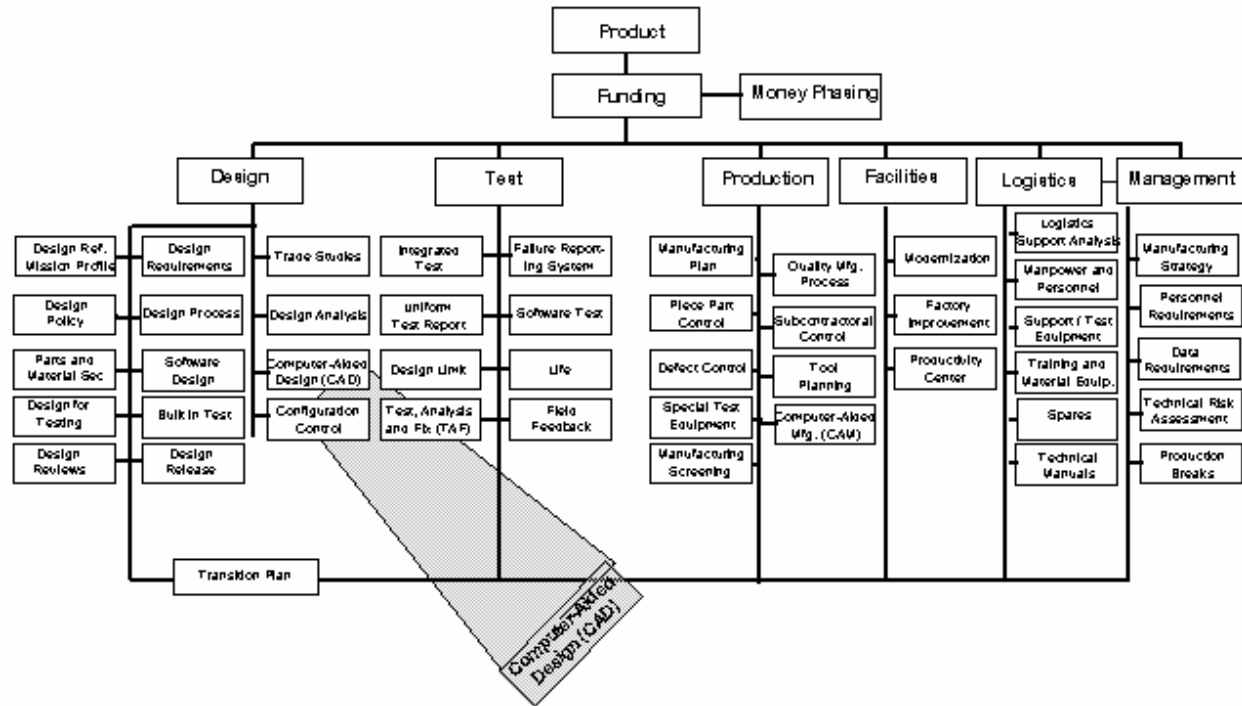 Product
Funding
Money Phasing
Design
Test
Production
Facilities
Logistics
Management
Design Ref.
Mission Profile
Design
Requirements
Trade Studies
Design
Policy
Design Process
Design Analysis
Parts and
Material Sec
Software
Design
Computer-Aided
Design (CAD)
Design for
Testing
Built In Test
Configuration
Control
Design
Reviews
Design
Release
Integrated
Test
Failure Report-
ing System
Uniform
Test Report
Software Test
Design Limit
Life
Test, Analysis
and Fix (TAF)
Field
Feedback
Manufacturing
Plan
Quality Mfg.
Process
Piece Part
Control
Subcontractoral
Control
Defect Control
Tool
Planning
Special Test
Equipment
Computer-Aided
Mfg. (CAM)
Manufacturing
Screening
Modernization
Factory
Improvement
Productivity
Center
Logistics
Support Analysis
Manpower and
Personnel
Support / Test
Equipment
Training and
Material Equip.
Spares
Technical
Manuals
Manufacturing
Strategy
Personnel
Requirements
Data
Requirements
Technical Risk
Assessment
Production
Breaks
Transition Plan
Computer-Axied
Design (CAD)